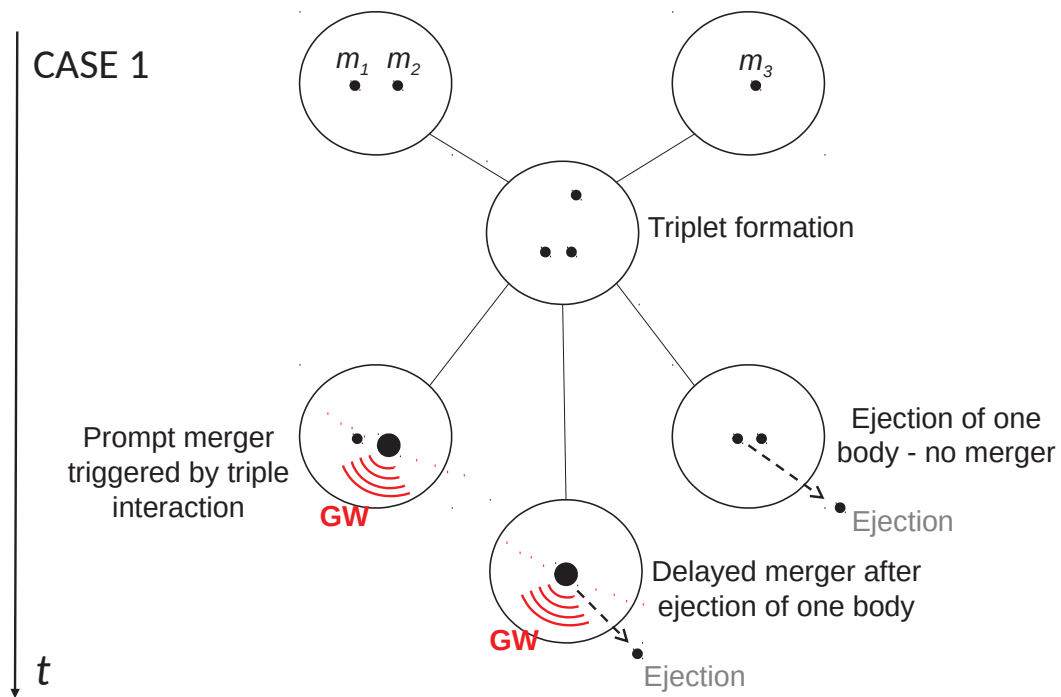 CASE 1
m1 m2
m3
Triplet formation
Prompt merger
triggered by triple
interaction
GW
Ejection of one
body - no merger
Ejection
Delayed merger after
ejection of one body
GW
Ejection
t